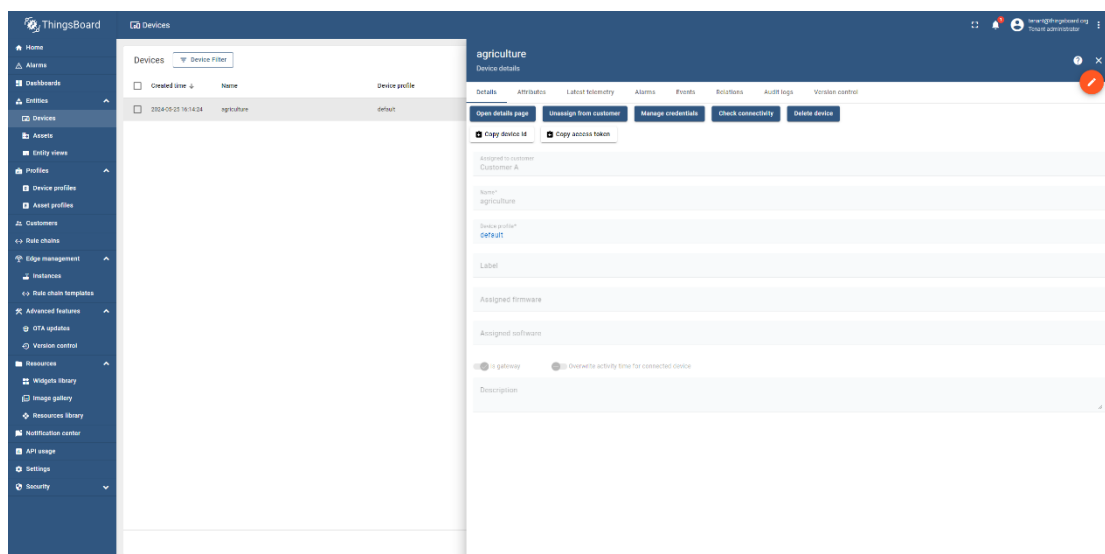 ThingsBoard
Devices
tenant@thingsboard.org
Tenant administrator
Home
Alarms
Dashboards
Entities
Devices
Assets
Entity views
Profiles
Device profiles
Asset profiles
Customers
Rule chains
Edge management
Instances
Rule chain templates
Advanced features
OTA updates
Version control
Resources
Widgets library
Image gallery
Resources library
Notification center
API usage
Settings
Security
Devices
Device Filter
Created time ↓ Name Device profile
2024-05-25 16:14:24 agriculture default
agriculture
Device details
Details Attributes Latest telemetry Alarms Events Relations Audit logs Version control
Open details page Unassign from customer Manage credentials Check connectivity Delete device
Copy device Id Copy access token
Assigned to customer
Customer A
Name*
agriculture
Device profile*
default
Label
Assigned firmware
Assigned software
Is gateway Overwrite activity time for connected device
Description